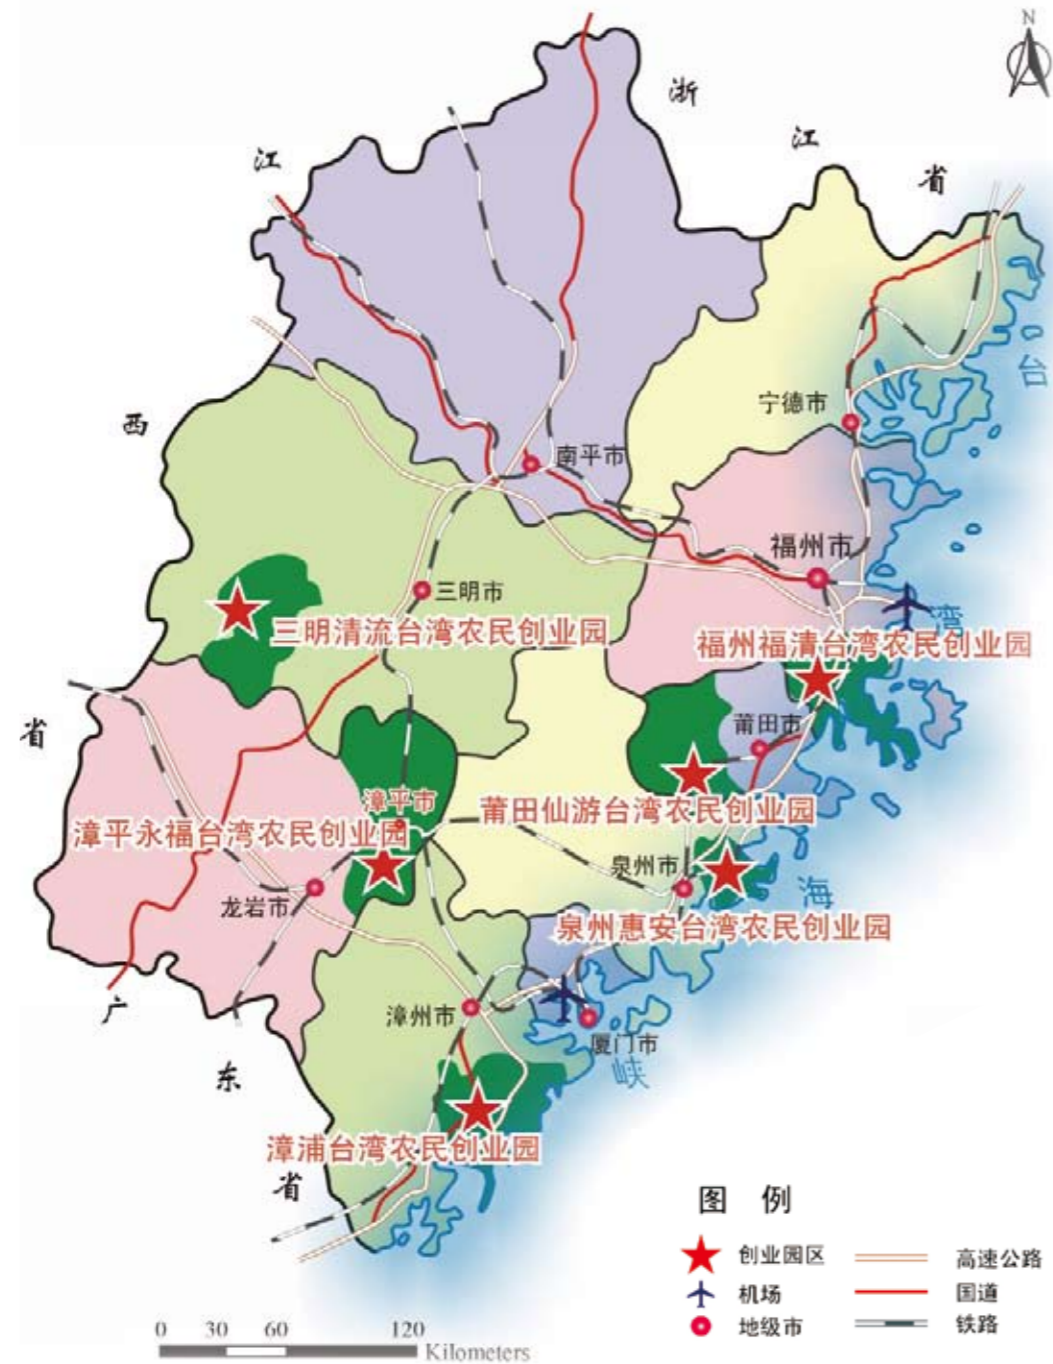 N
浙
江
省
江
西
省
广
东
省
台
湾
海
峡
宁德市
南平市
福州市
三明市
三明清流台湾农民创业园
福州福清台湾农民创业园
莆田市
漳平市
莆田仙游台湾农民创业园
漳平永福台湾农民创业园
泉州市
龙岩市
泉州惠安台湾农民创业园
漳州市
厦门市
漳浦台湾农民创业园
图 例
创业园区
高速公路
机场
国道
地级市
铁路
0 30 60 120
Kilometers